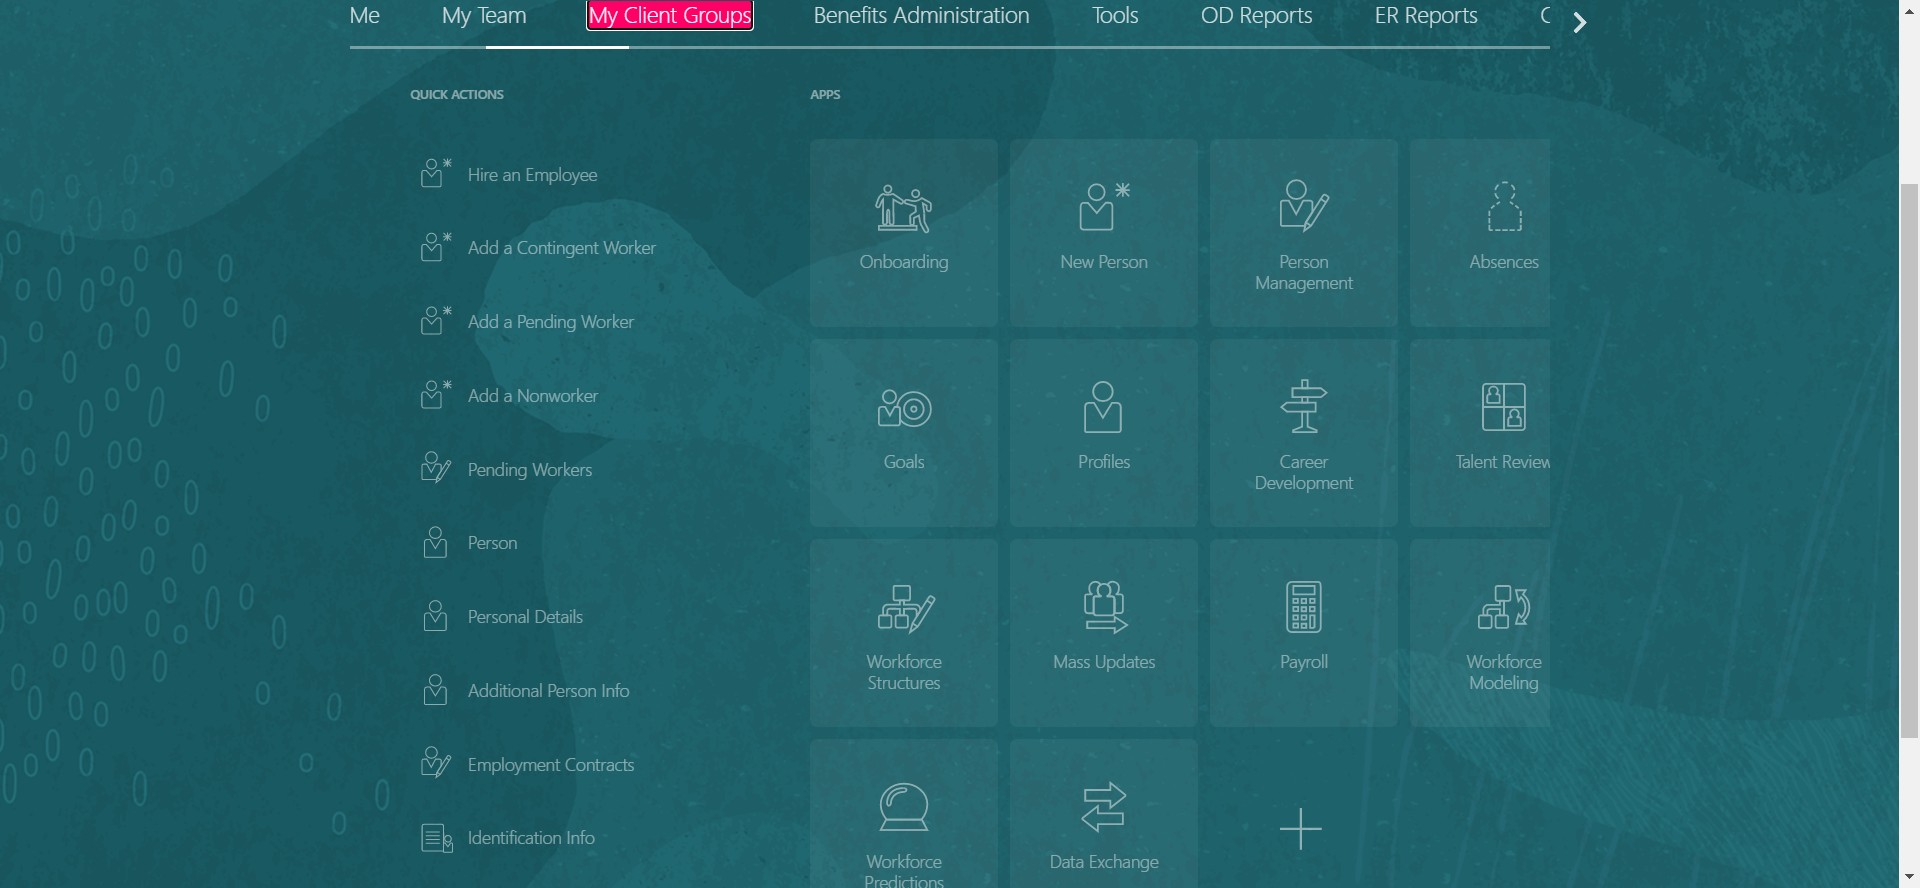 Me
My Team
My Client Groups
Benefits Administration
Tools
OD Reports
ER Reports
QUICK ACTIONS
Hire an Employee
Add a Contingent Worker
Add a Pending Worker
Add a Nonworker
Pending Workers
Person
Personal Details
Additional Person Info
Employment Contracts
Identification Info
APPS
Onboarding
New Person
Person
Management
Absences
Goals
Profiles
Career
Development
Talent Review
Workforce
Structures
Mass Updates
Payroll
Workforce
Modeling
Workforce
Predictions
Data Exchange